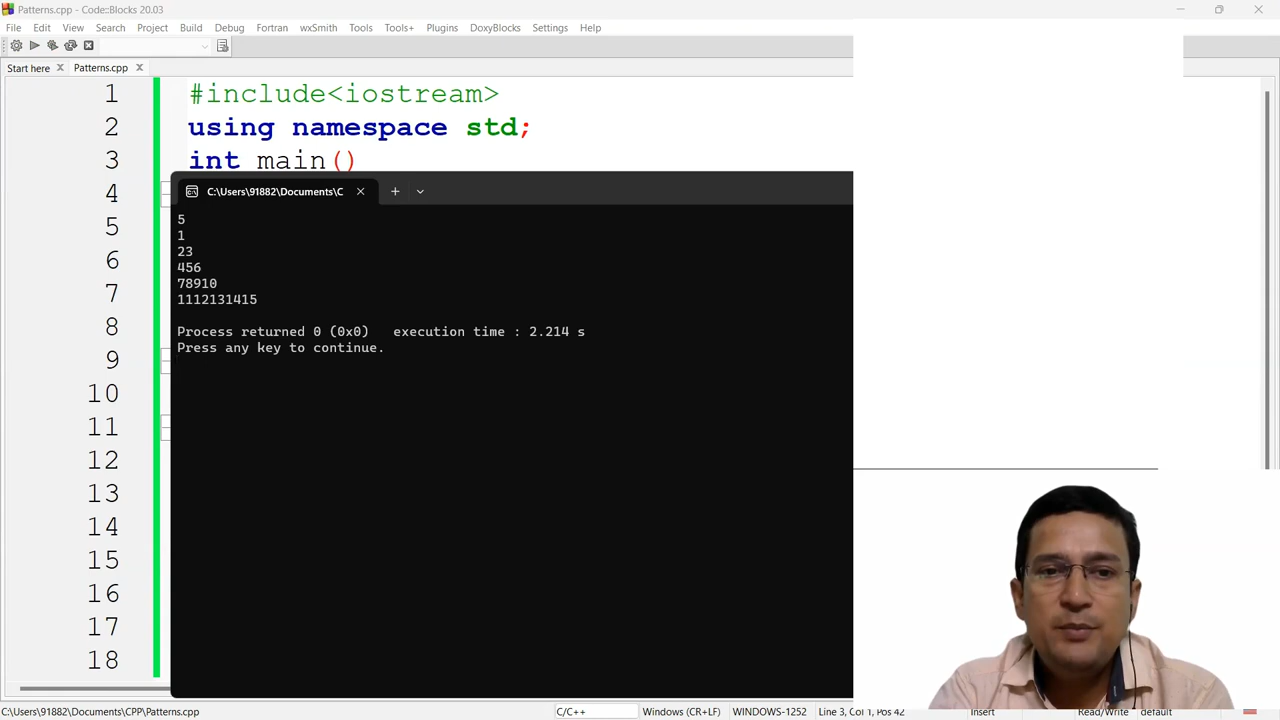 Patterns.cpp - Code::Blocks 20.03
File Edit View Search Project Build Debug Fortran wxSmith Tools Tools+ Plugins DoxyBlocks Settings Help
Start here Patterns.cpp
1 #include<iostream>
2 using namespace std;
3 int main()
4
5
6
7
8
9
10
11
12
13
14
15
16
17
18
C:\Users\91882\Documents\C
5
1
23
456
78910
1112131415
Process returned 0 (0x0) execution time : 2.214 s
Press any key to continue.
C:\Users\91882\Documents\CPP\Patterns.cpp C/C++ Windows (CR+LF) WINDOWS-1252 Line 3, Col 1, Pos 42 Insert Read/Write default